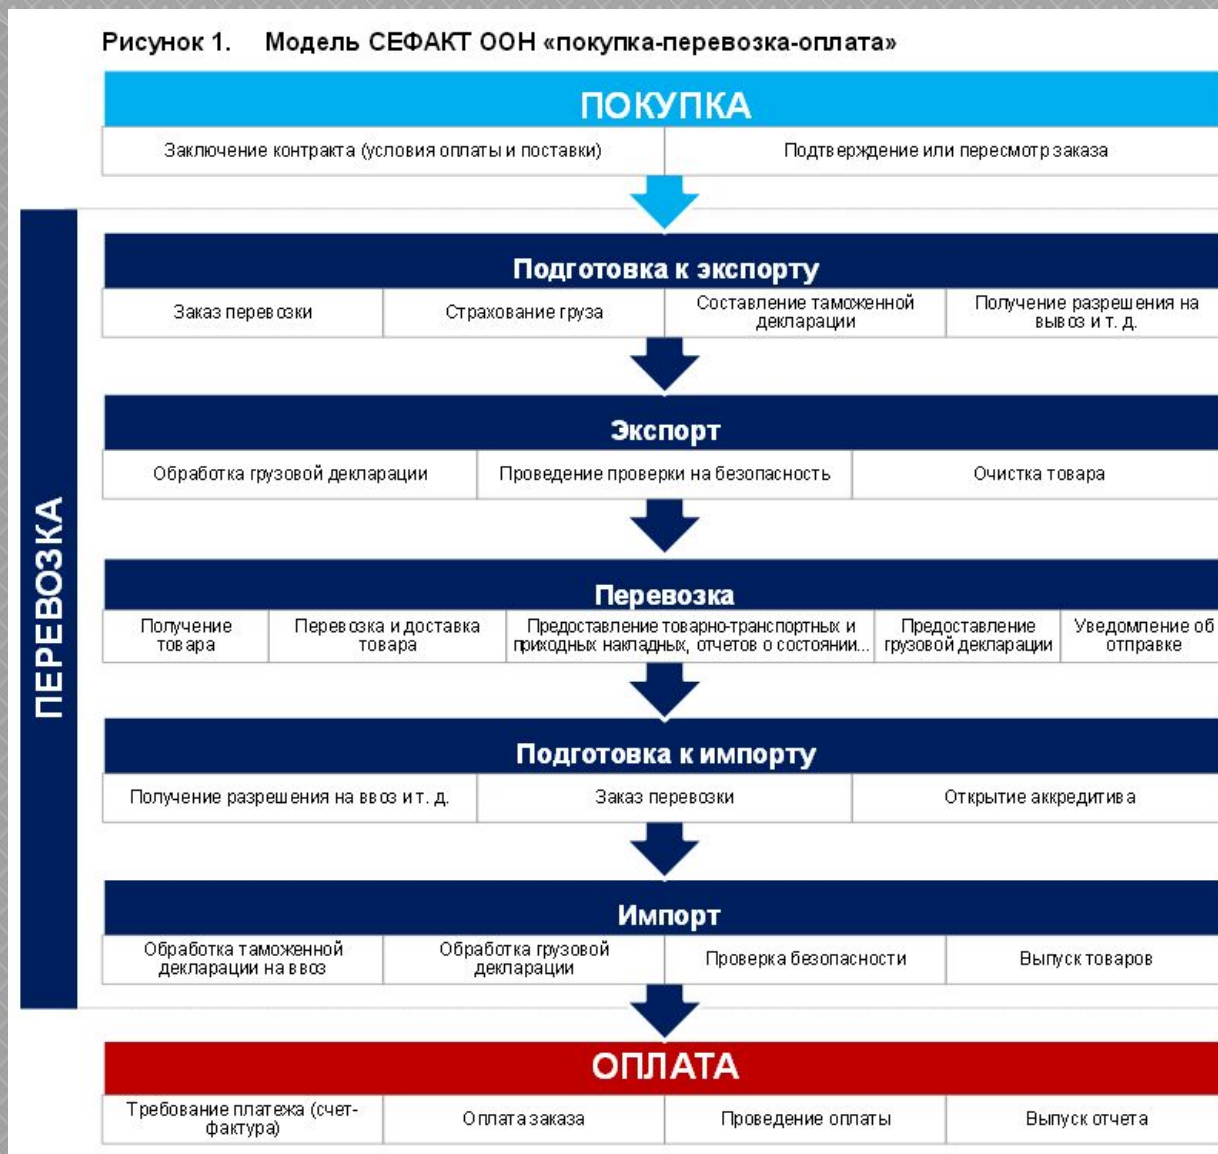 Рисунок 1. Модель СЕФАКТ ООН «покупка-перевозка-оплата»
ПОКУПКА
Заключение контракта (условия оплаты и поставки)
Подтверждение или пересмотр заказа
ПЕРЕВОЗКА
Подготовка к экспорту
Заказ перевозки
Страхование груза
Составление таможенной
декларации
Получение разрешения на
вывоз и т. д.
Экспорт
Обработка грузовой декларации
Проведение проверки на безопасность
Очистка товара
Перевозка
Получение
товара
Перевозка и доставка
товара
Предоставление товарно-транспортных и
приходных накладных, отчетов о состоянии...
Предоставление
грузовой декларации
Уведомление об
отправке
Подготовка к импорту
Получение разрешения на ввоз и т. д.
Заказ перевозки
Открытие аккредитива
Импорт
Обработка таможенной
декларации на ввоз
Обработка грузовой
декларации
Проверка безопасности
Выпуск товаров
ОПЛАТА
Требование платежа (счет-
фактура)
Оплата заказа
Проведение оплаты
Выпуск отчета